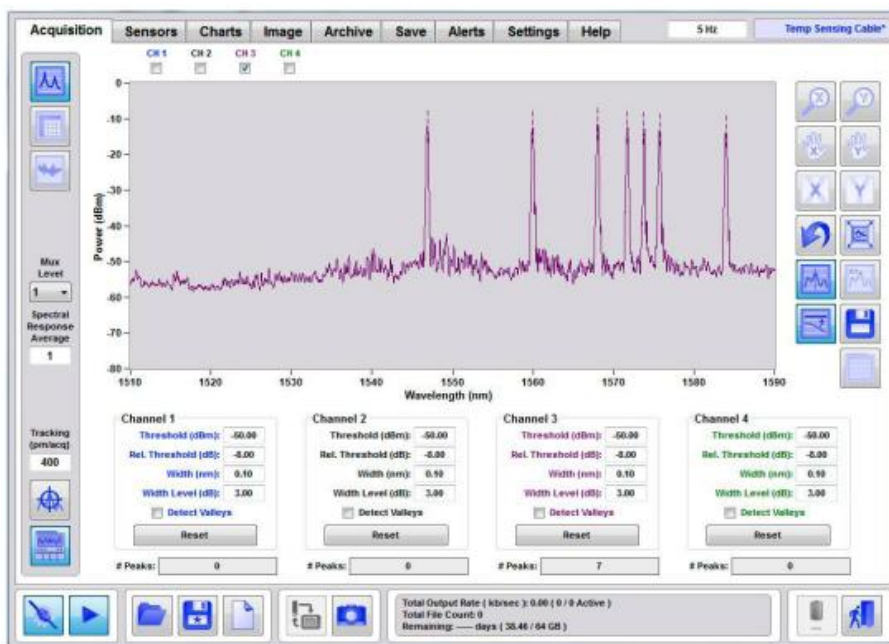 Acquisition Sensors Charts Image Archive Save Alerts Settings Help 5 Hz Temp Sensing Cable*
CH 1 CH 2 CH 3 CH 4
0
-10
-20
-30
-40
-50
-60
-70
-80
Power (dBm)
1510 1520 1530 1540 1550 1560 1570 1580 1590
Wavelength (nm)
X Y
X Y
X Y
Mux
Level
1
Spectral
Response
Average
1
Tracking
(pm/acq)
400
Channel 1
Threshold (dBm): -50.00
Rel. Threshold (dB): -8.00
Width (nm): 0.10
Width Level (dB): 3.00
Detect Valleys
Reset
# Peaks: 0
Channel 2
Threshold (dBm): -50.00
Rel. Threshold (dB): -8.00
Width (nm): 0.10
Width Level (dB): 3.00
Detect Valleys
Reset
# Peaks: 0
Channel 3
Threshold (dBm): -50.00
Rel. Threshold (dB): -8.00
Width (nm): 0.10
Width Level (dB): 3.00
Detect Valleys
Reset
# Peaks: 7
Channel 4
Threshold (dBm): -50.00
Rel. Threshold (dB): -8.00
Width (nm): 0.10
Width Level (dB): 3.00
Detect Valleys
Reset
# Peaks: 0
Total Output Rate ( kb/sec ): 0.00 ( 0 / 0 Active )
Total File Count: 0
Remaining: ---- days ( 38.46 / 64 GB )